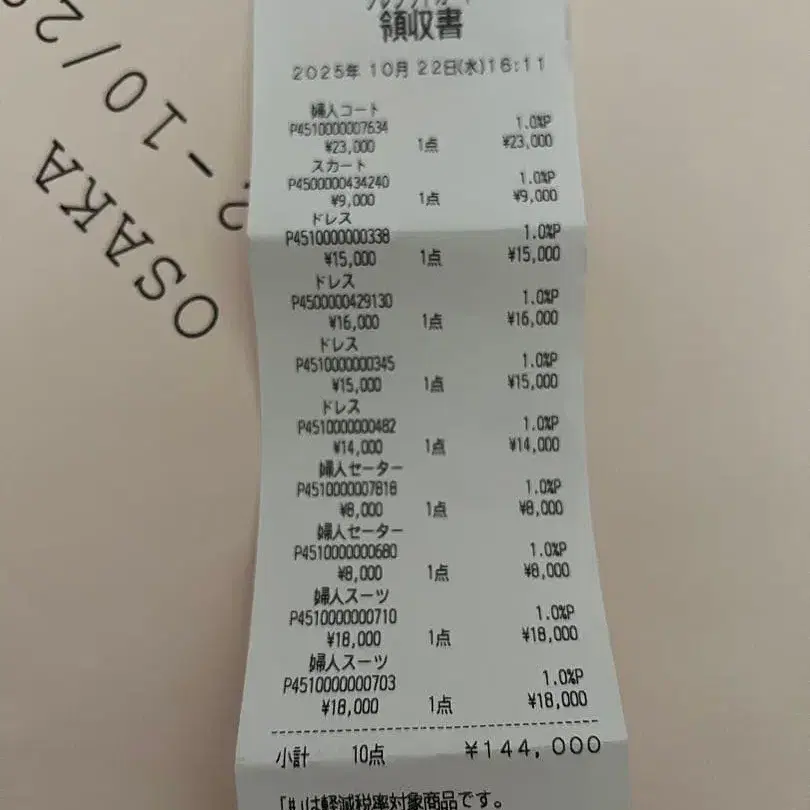 領収書
2025年 10月 22日(水)16:11
婦人コート
P4510000007634 1.0%P
¥23,000 1点 ¥23,000
スカート
P4500000434240 1.0%P
¥9,000 1点 ¥9,000
ドレス
P4510000000338 1.0%P
¥15,000 1点 ¥15,000
ドレス
P4500000429130 1.0%P
¥16,000 1点 ¥16,000
ドレス
P4510000000345 1.0%P
¥15,000 1点 ¥15,000
ドレス
P4510000000482 1.0%P
¥14,000 1点 ¥14,000
婦人セーター
P4510000007818 1.0%P
¥8,000 1点 ¥8,000
婦人セーター
P4510000000680 1.0%P
¥8,000 1点 ¥8,000
婦人スーツ
P4510000000710 1.0%P
¥18,000 1点 ¥18,000
婦人スーツ
P4510000000703 1.0%P
¥18,000 1点 ¥18,000
小計 10点 ¥144,000
「#」は軽減税率対象商品です。
OSAKA
2-10/2